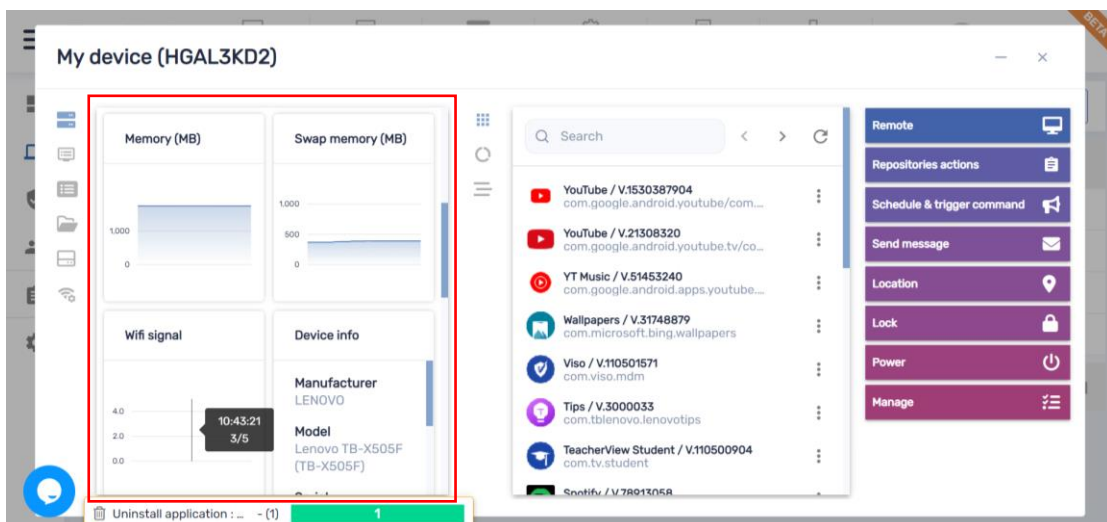 BETA
My device (HGAL3KD2)
Memory (MB)
1,000
0
Swap memory (MB)
1,000
500
0
Wifi signal
4.0
2.0
0.0
10:43:21
3/5
Device info
Manufacturer
LENOVO
Model
Lenovo TB-X505F
(TB-X505F)
Search
YouTube / V.1530387904
com.google.android.youtube/com...
YouTube / V.21308320
com.google.android.youtube.tv/co...
YT Music / V.51453240
com.google.android.apps.youtube....
Wallpapers / V.31748879
com.microsoft.bing.wallpapers
Viso / V.110501571
com.viso.mdm
Tips / V.3000033
com.tblenovo.lenovotips
TeacherView Student / V.110500904
com.tv.student
Spotify / V.78913058
Remote
Repositories actions
Schedule & trigger command
Send message
Location
Lock
Power
Manage
Uninstall application : ... - (1)
1